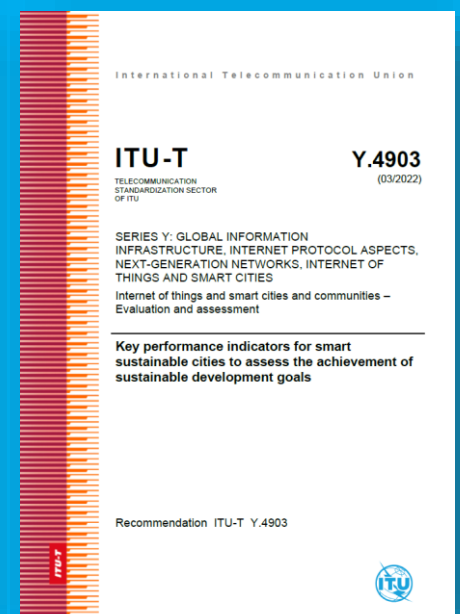 International Telecommunication Union
ITU-T
Y.4903
TELECOMMUNICATION
STANDARDIZATION SECTOR
OF ITU
(03/2022)
SERIES Y: GLOBAL INFORMATION
INFRASTRUCTURE, INTERNET PROTOCOL ASPECTS,
NEXT-GENERATION NETWORKS, INTERNET OF
THINGS AND SMART CITIES
Internet of things and smart cities and communities –
Evaluation and assessment
Key performance indicators for smart
sustainable cities to assess the achievement of
sustainable development goals
Recommendation ITU-T Y.4903
ITU-T
ITU